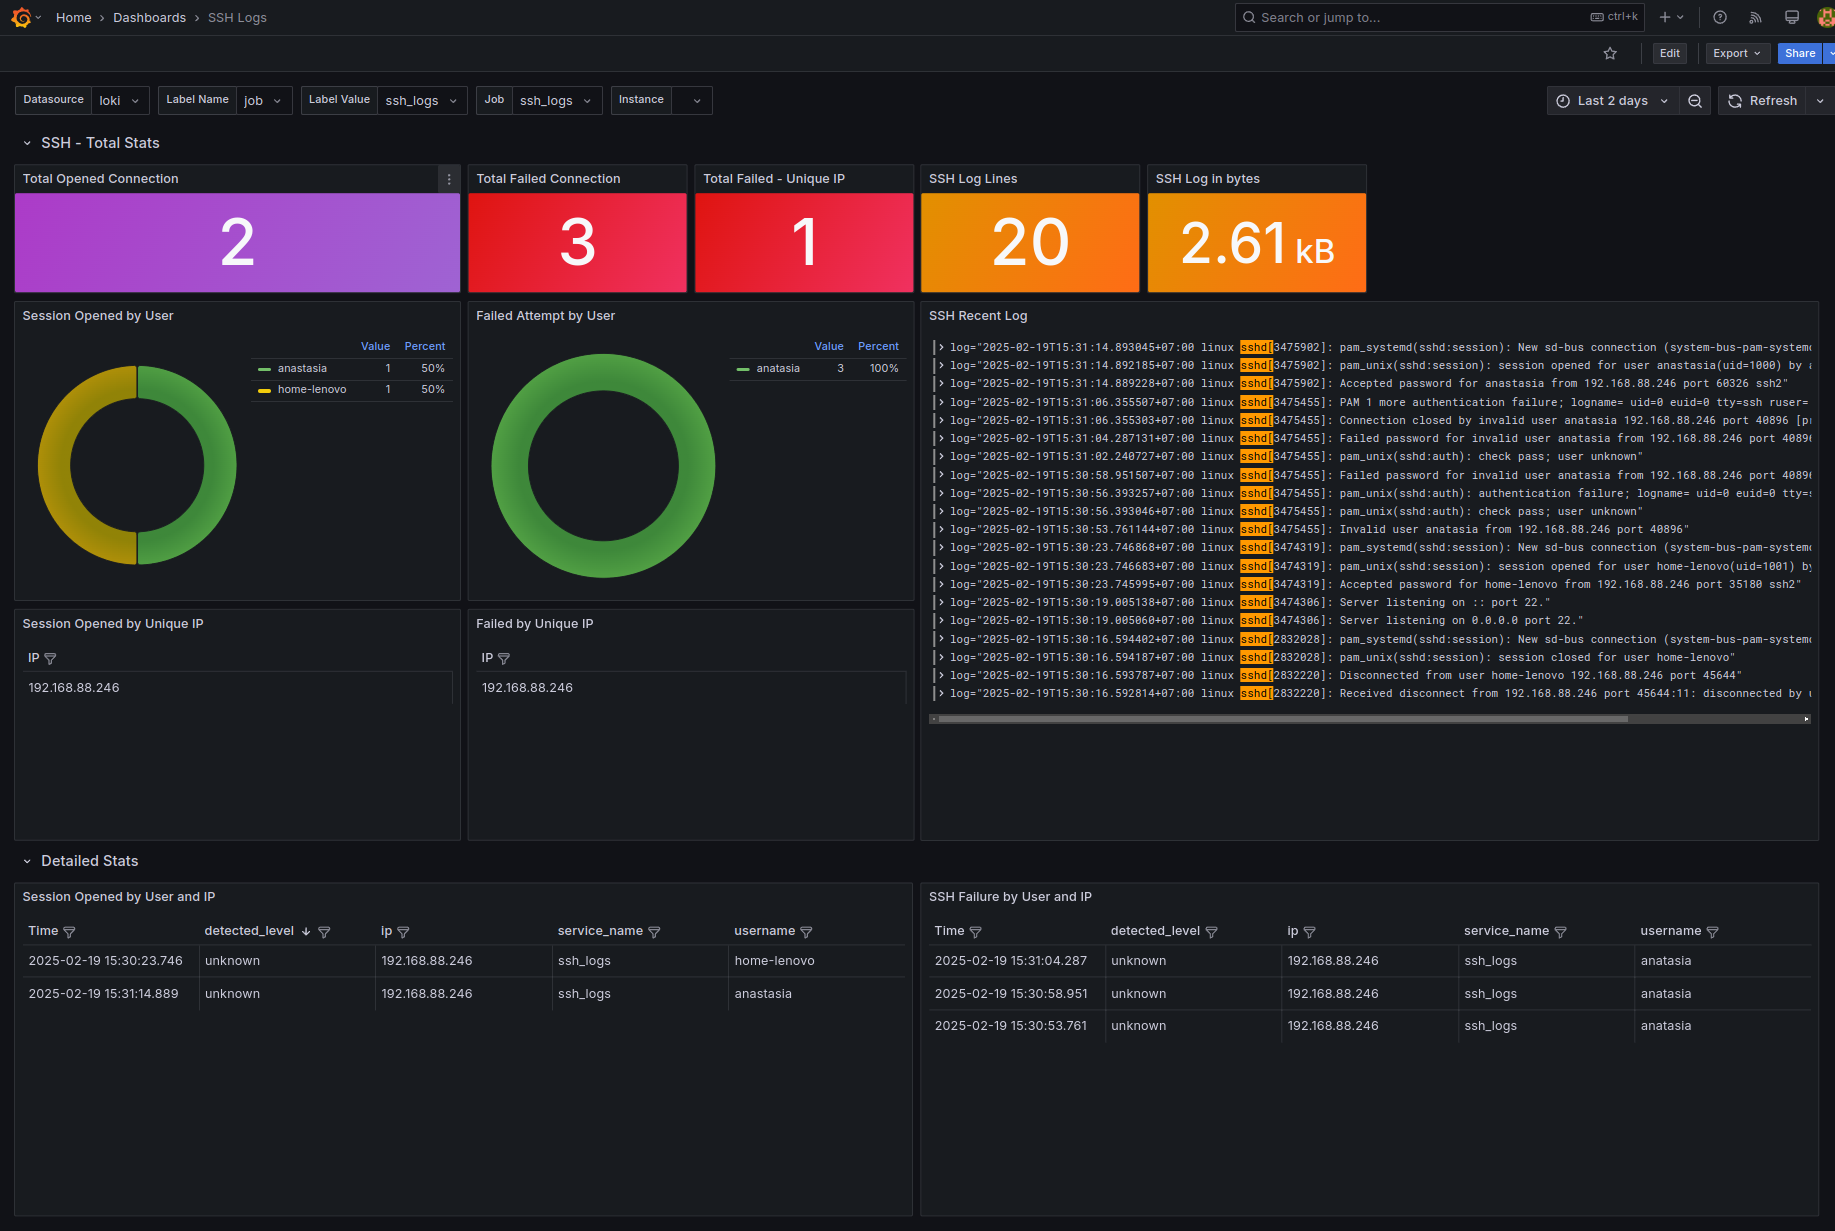 Home › Dashboards › SSH Logs
Search or jump to... ctrl+k
Edit Export Share
Datasource loki Label Name job Label Value ssh_logs Job ssh_logs Instance
Last 2 days Refresh
SSH - Total Stats
Total Opened Connection
2
Total Failed Connection
3
Total Failed - Unique IP
1
SSH Log Lines
20
SSH Log in bytes
2.61 kB
Session Opened by User
Value Percent
anastasia 1 50%
home-lenovo 1 50%
Failed Attempt by User
Value Percent
anatasia 3 100%
SSH Recent Log
log="2025-02-19T15:31:14.893045+07:00 linux sshd[3475902]: pam_systemd(sshd:session): New sd-bus connection (system-bus-pam-systemd
log="2025-02-19T15:31:14.892185+07:00 linux sshd[3475902]: pam_unix(sshd:session): session opened for user anastasia(uid=1000) by
log="2025-02-19T15:31:14.889228+07:00 linux sshd[3475902]: Accepted password for anastasia from 192.168.88.246 port 60326 ssh2"
log="2025-02-19T15:31:06.355507+07:00 linux sshd[3475455]: PAM 1 more authentication failure; logname= uid=0 euid=0 tty=ssh ruser=
log="2025-02-19T15:31:06.355303+07:00 linux sshd[3475455]: Connection closed by invalid user anatasia 192.168.88.246 port 40896
log="2025-02-19T15:31:04.287131+07:00 linux sshd[3475455]: Failed password for invalid user anatasia from 192.168.88.246 port 40896
log="2025-02-19T15:31:02.240727+07:00 linux sshd[3475455]: pam_unix(sshd:auth): check pass; user unknown"
log="2025-02-19T15:30:58.951507+07:00 linux sshd[3475455]: Failed password for invalid user anatasia from 192.168.88.246 port 40896
log="2025-02-19T15:30:56.393257+07:00 linux sshd[3475455]: pam_unix(sshd:auth): authentication failure; logname= uid=0 euid=0 tty=
log="2025-02-19T15:30:56.393046+07:00 linux sshd[3475455]: pam_unix(sshd:auth): check pass; user unknown"
log="2025-02-19T15:30:53.761144+07:00 linux sshd[3475455]: Invalid user anatasia from 192.168.88.246 port 40896"
log="2025-02-19T15:30:23.746868+07:00 linux sshd[3474319]: pam_systemd(sshd:session): New sd-bus connection (system-bus-pam-systemd
log="2025-02-19T15:30:23.746683+07:00 linux sshd[3474319]: pam_unix(sshd:session): session opened for user home-lenovo(uid=1001) by
log="2025-02-19T15:30:23.745995+07:00 linux sshd[3474319]: Accepted password for home-lenovo from 192.168.88.246 port 35180 ssh2"
log="2025-02-19T15:30:19.005138+07:00 linux sshd[3474306]: Server listening on :: port 22."
log="2025-02-19T15:30:19.005060+07:00 linux sshd[3474306]: Server listening on 0.0.0.0 port 22."
log="2025-02-19T15:30:16.594402+07:00 linux sshd[2832028]: pam_systemd(sshd:session): New sd-bus connection (system-bus-pam-systemd
log="2025-02-19T15:30:16.594187+07:00 linux sshd[2832028]: pam_unix(sshd:session): session closed for user home-lenovo"
log="2025-02-19T15:30:16.593787+07:00 linux sshd[2832220]: Disconnected from user home-lenovo 192.168.88.246 port 45644"
log="2025-02-19T15:30:16.592814+07:00 linux sshd[2832220]: Received disconnect from 192.168.88.246 port 45644:11: disconnected by
Session Opened by Unique IP
IP
192.168.88.246
Failed by Unique IP
IP
192.168.88.246
Detailed Stats
Session Opened by User and IP
Time detected_level ip service_name username
2025-02-19 15:30:23.746 unknown 192.168.88.246 ssh_logs home-lenovo
2025-02-19 15:31:14.889 unknown 192.168.88.246 ssh_logs anastasia
SSH Failure by User and IP
Time detected_level ip service_name username
2025-02-19 15:31:04.287 unknown 192.168.88.246 ssh_logs anatasia
2025-02-19 15:30:58.951 unknown 192.168.88.246 ssh_logs anatasia
2025-02-19 15:30:53.761 unknown 192.168.88.246 ssh_logs anatasia